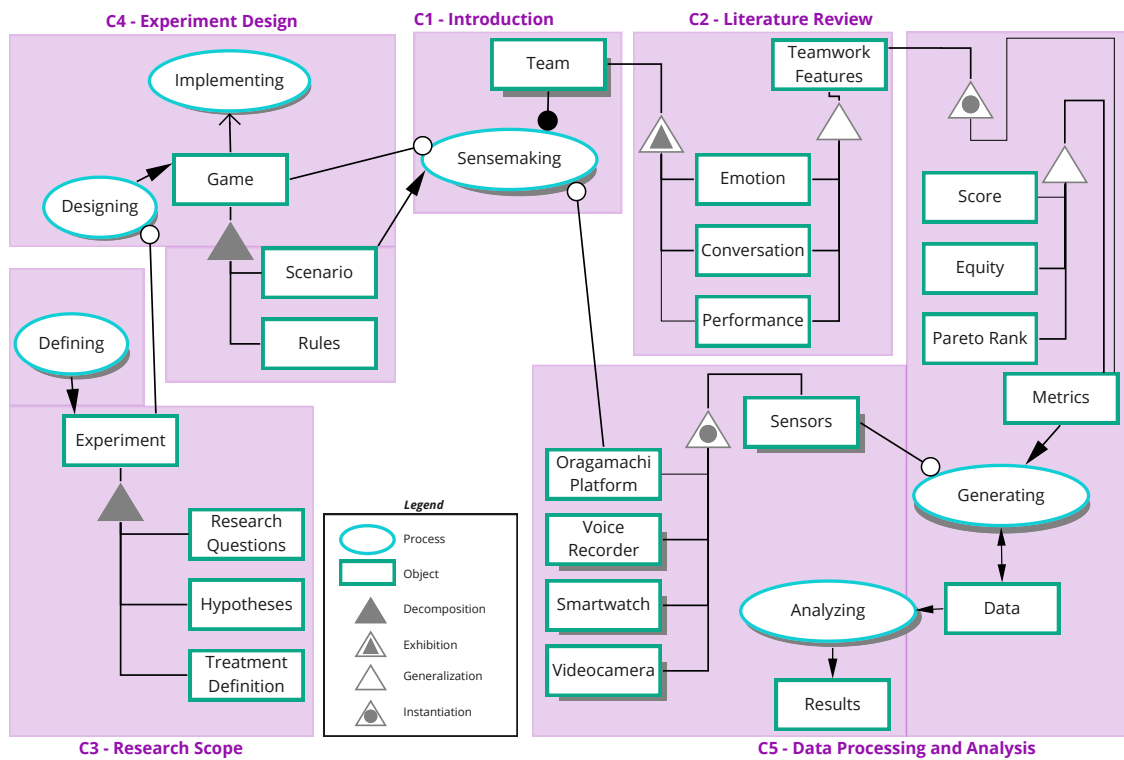 C4 - Experiment Design
C1 - Introduction
C2 - Literature Review
Implementing
Game
Designing
Scenario
Rules
Team
Sensemaking
Teamwork
Features
Emotion
Conversation
Performance
Score
Equity
Pareto Rank
Metrics
Defining
Experiment
Research
Questions
Hypotheses
Treatment
Definition
C3 - Research Scope
Legend
Process
Object
Decomposition
Exhibition
Generalization
Instantiation
Sensors
Oragamachi
Platform
Voice
Recorder
Smartwatch
Videocamera
Generating
Data
Analyzing
Results
C5 - Data Processing and Analysis